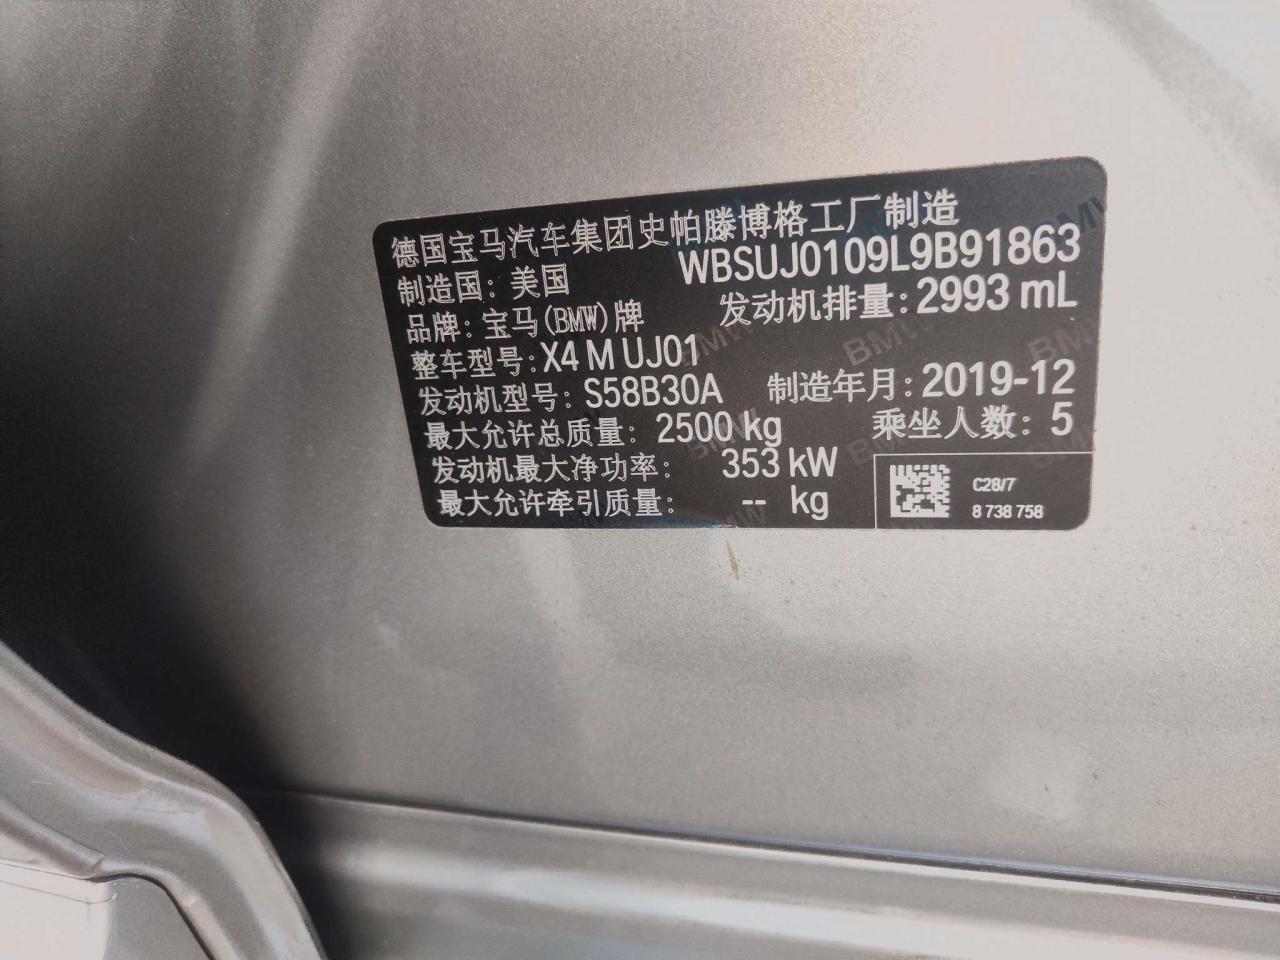 德国宝马汽车集团史帕滕博格工厂制造
制造国: 美国 WBSUJ0109L9B91863
品牌: 宝马(BMW)牌 发动机排量: 2993 mL
整车型号: X4 M UJ01
发动机型号: S58B30A 制造年月: 2019-12
最大允许总质量: 2500 kg 乘坐人数: 5
发动机最大净功率: 353 kW
最大允许牵引质量: -- kg
C28/7
8 738 758